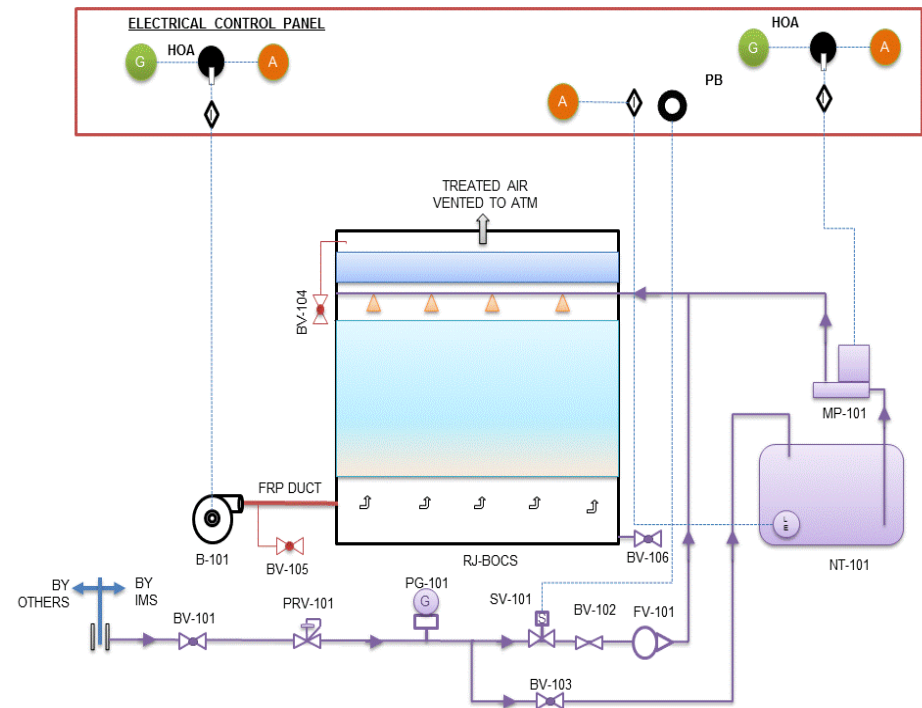 ELECTRICAL CONTROL PANEL
HOA
G
A
HOA
G
A
A
PB
TREATED AIR
VENTED TO ATM
BV-104
MP-101
FRP DUCT
B-101
BV-105
RJ-BOCS
BV-106
L
E
NT-101
BY
OTHERS
BY
IMS
BV-101
PRV-101
PG-101
G
SV-101
S
BV-102
FV-101
BV-103